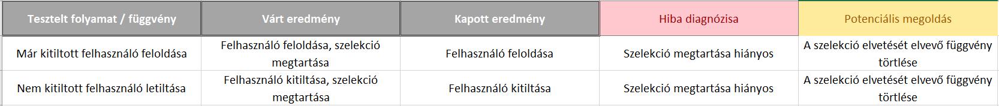 Tesztelt folyamat / függvény
Várt eredmény
Kapott eredmény
Hiba diagnózisa
Potenciális megoldás
Már kitiltott felhasználó feloldása
Felhasználó feloldása, szelekció
megtartása
Felhasználó feloldása
Szelekció megtartása hiányos
A szelekció elvetését elvevő függvény
törtlése
Nem kitiltott felhasználó letiltása
Felhasználó kitiltása, szelekció
megtartása
Felhasználó kitiltása
Szelekció megtartása hiányos
A szelekció elvetését elvevő függvény
törtlése